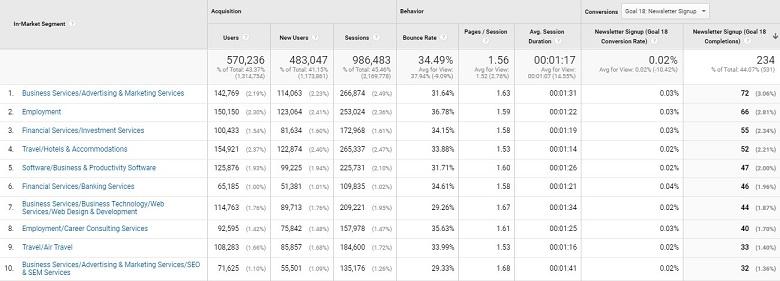 In-Market Segment
Acquisition
Behavior
Conversions Goal 18: Newsletter Signup
Users New Users Sessions Bounce Rate Pages / Session Avg. Session Duration Newsletter Signup (Goal 18 Conversion Rate) Newsletter Signup (Goal 18 Completions)
570,236 483,047 986,483 34.49% 1.56 00:01:17 0.02% 234
% of Total: 43.37% (1,314,754) % of Total: 41.15% (1,173,861) % of Total: 45.46% (2,169,778) Avg for View: 37.94% (-9.09%) Avg for View: 1.52 (2.76%) Avg for View: 00:01:07 (14.55%) Avg for View: 0.02% (-10.42%) % of Total: 44.07% (531)
1. Business Services/Advertising & Marketing Services 142,769 (2.19%) 114,063 (2.23%) 266,874 (2.49%) 31.64% 1.63 00:01:31 0.03% 72 (3.06%)
2. Employment 150,150 (2.30%) 123,064 (2.41%) 253,024 (2.36%) 36.78% 1.59 00:01:22 0.03% 66 (2.81%)
3. Financial Services/Investment Services 100,433 (1.54%) 81,634 (1.60%) 172,968 (1.61%) 34.15% 1.58 00:01:19 0.03% 55 (2.34%)
4. Travel/Hotels & Accommodations 154,921 (2.37%) 122,874 (2.40%) 265,337 (2.47%) 33.88% 1.53 00:01:14 0.02% 52 (2.21%)
5. Software/Business & Productivity Software 125,876 (1.93%) 99,225 (1.94%) 225,731 (2.10%) 31.71% 1.60 00:01:26 0.02% 47 (2.00%)
6. Financial Services/Banking Services 65,185 (1.00%) 51,381 (1.01%) 109,835 (1.02%) 34.61% 1.58 00:01:21 0.04% 46 (1.96%)
7. Business Services/Business Technology/Web Services/Web Design & Development 114,763 (1.76%) 89,713 (1.76%) 209,221 (1.95%) 29.26% 1.67 00:01:34 0.02% 44 (1.87%)
8. Employment/Career Consulting Services 92,595 (1.42%) 75,842 (1.48%) 157,978 (1.47%) 35.63% 1.61 00:01:25 0.03% 40 (1.70%)
9. Travel/Air Travel 108,283 (1.66%) 85,857 (1.68%) 184,600 (1.72%) 33.99% 1.53 00:01:16 0.02% 33 (1.40%)
10. Business Services/Advertising & Marketing Services/SEO & SEM Services 71,625 (1.10%) 55,501 (1.09%) 135,176 (1.26%) 29.33% 1.68 00:01:41 0.02% 32 (1.36%)